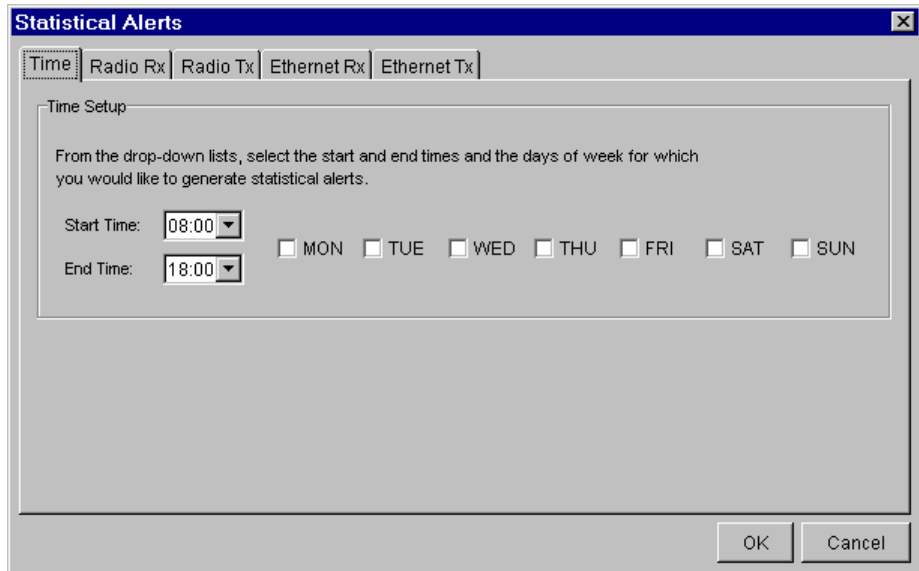 Statistical Alerts
Time Radio Rx Radio Tx Ethernet Rx Ethernet Tx
Time Setup
From the drop-down lists, select the start and end times and the days of week for which
you would like to generate statistical alerts.
Start Time: 08:00
MON TUE WED THU FRI SAT SUN
End Time: 18:00
OK Cancel